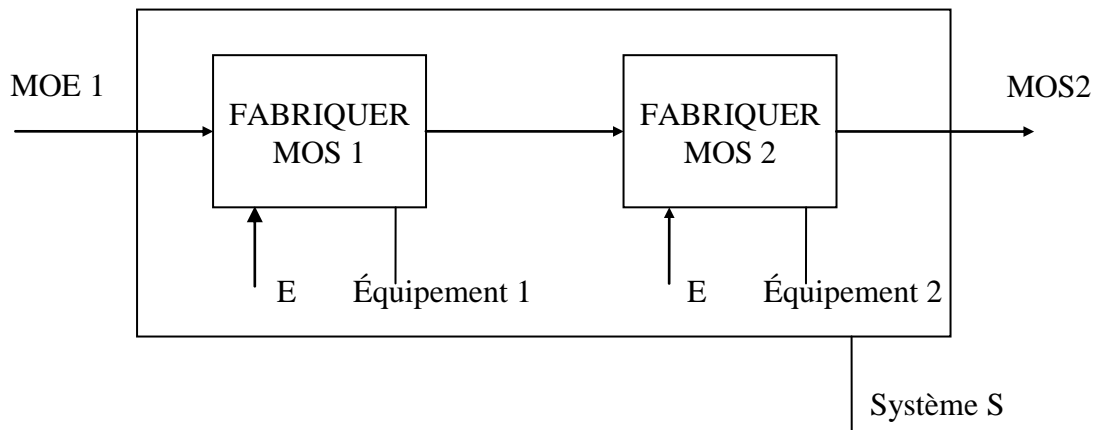 MOE 1
MOS2
FABRIQUER
MOS 1
FABRIQUER
MOS 2
E
Équipement 1
E
Équipement 2
Système S